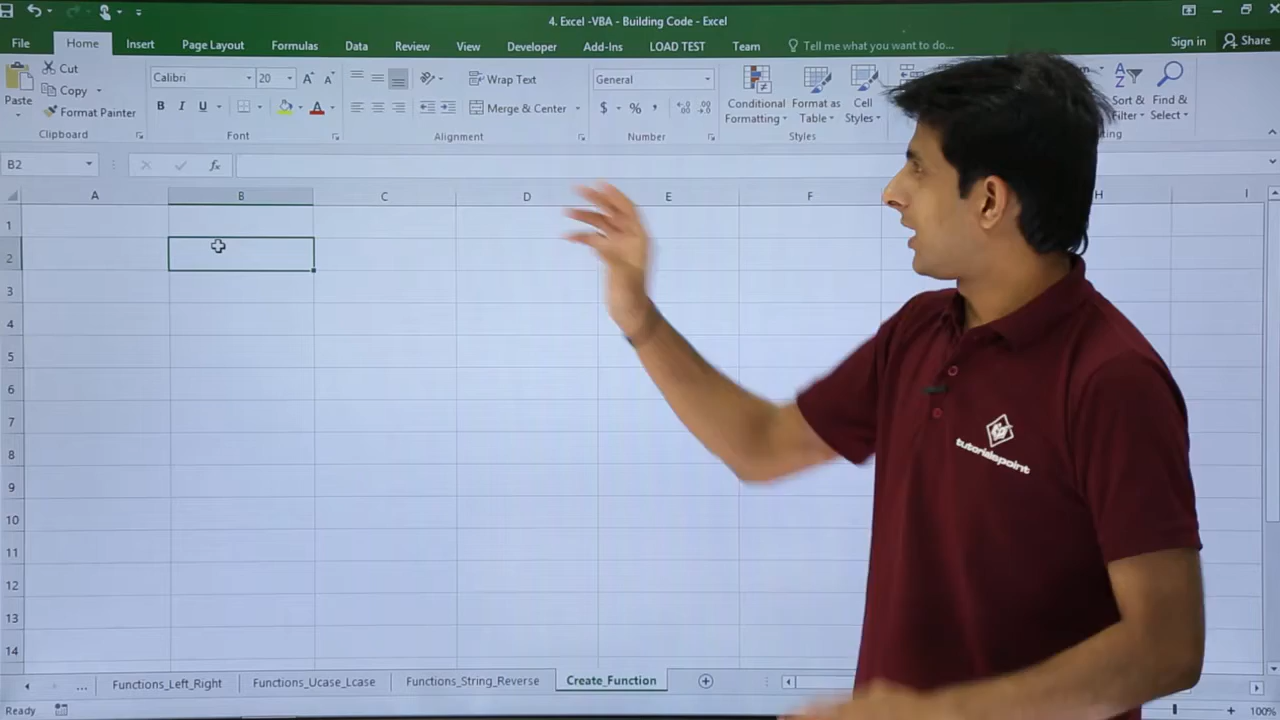 4. Excel -VBA - Building Code - Excel
File Home Insert Page Layout Formulas Data Review View Developer Add-Ins LOAD TEST Team Tell me what you want to do... Sign in Share
Paste
Cut
Copy
Format Painter
Calibri 20
B I U A
Wrap Text
Merge & Center
General
$ % ,
Conditional Formatting
Format as Table
Cell Styles
Sort & Filter
Find & Select
Clipboard Font Alignment Number Styles
B2 fx
A B C D E F H I
1
2
3
4
5
6
7
8
9
10
11
12
13
14
tutorialspoint
... Functions_Left_Right Functions_Ucase_Lcase Functions_String_Reverse Create_Function
Ready 100%